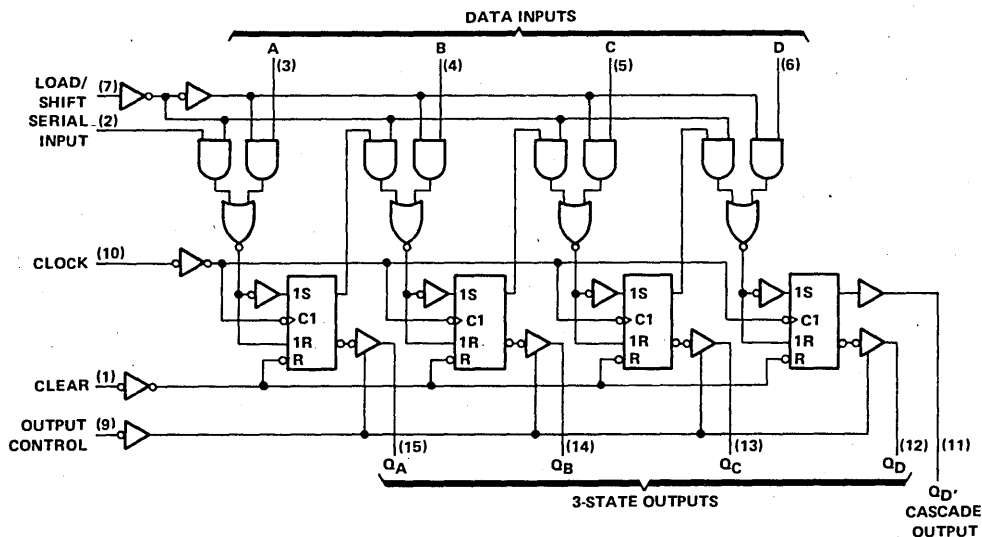 DATA INPUTS
A B C D
(3) (4) (5) (6)
LOAD/ (7)
SHIFT
SERIAL (2)
INPUT
CLOCK (10)
1S 1S 1S 1S
C1 C1 C1 C1
1R 1R 1R 1R
R R R R
CLEAR (1)
OUTPUT (9)
CONTROL
(15) (14) (13) (12) (11)
QA QB QC QD
3-STATE OUTPUTS
QD'
CASCADE
OUTPUT